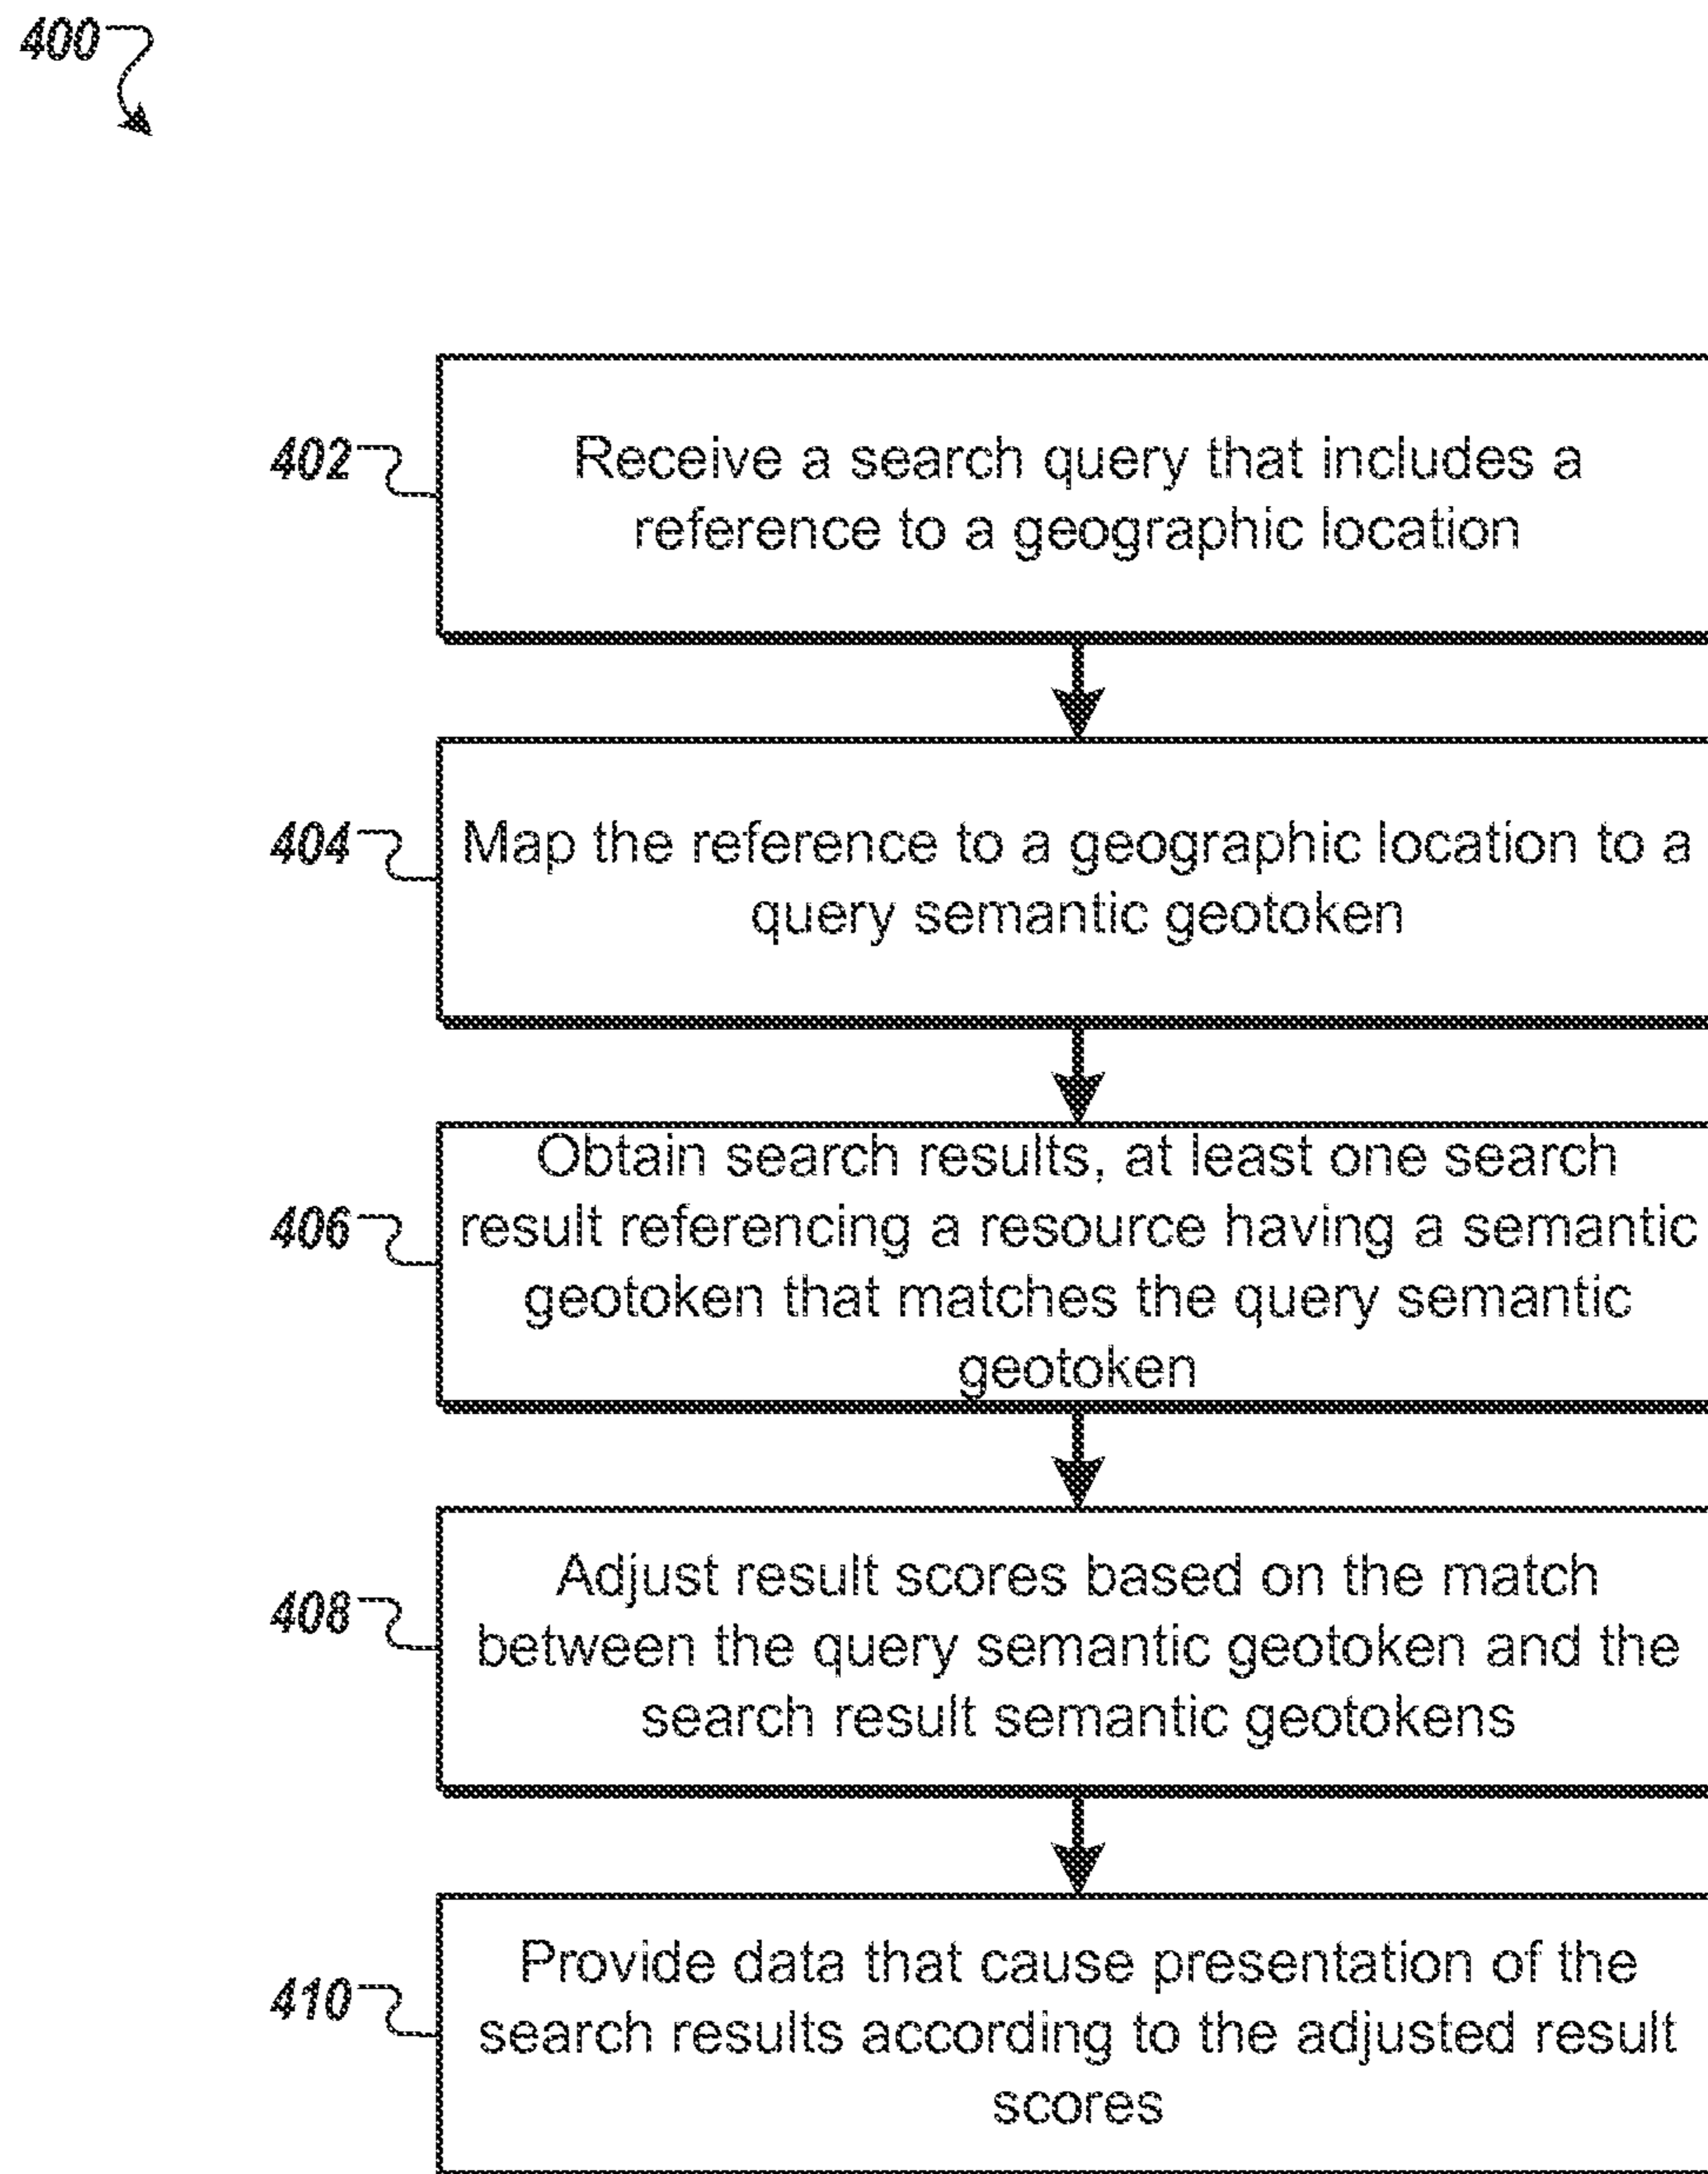 400
402
Receive a search query that includes a
reference to a geographic location
404
Map the reference to a geographic location to a
query semantic geotoken
406
Obtain search results, at least one search
result referencing a resource having a semantic
geotoken that matches the query semantic
geotoken
408
Adjust result scores based on the match
between the query semantic geotoken and the
search result semantic geotokens
410
Provide data that cause presentation of the
search results according to the adjusted result
scores